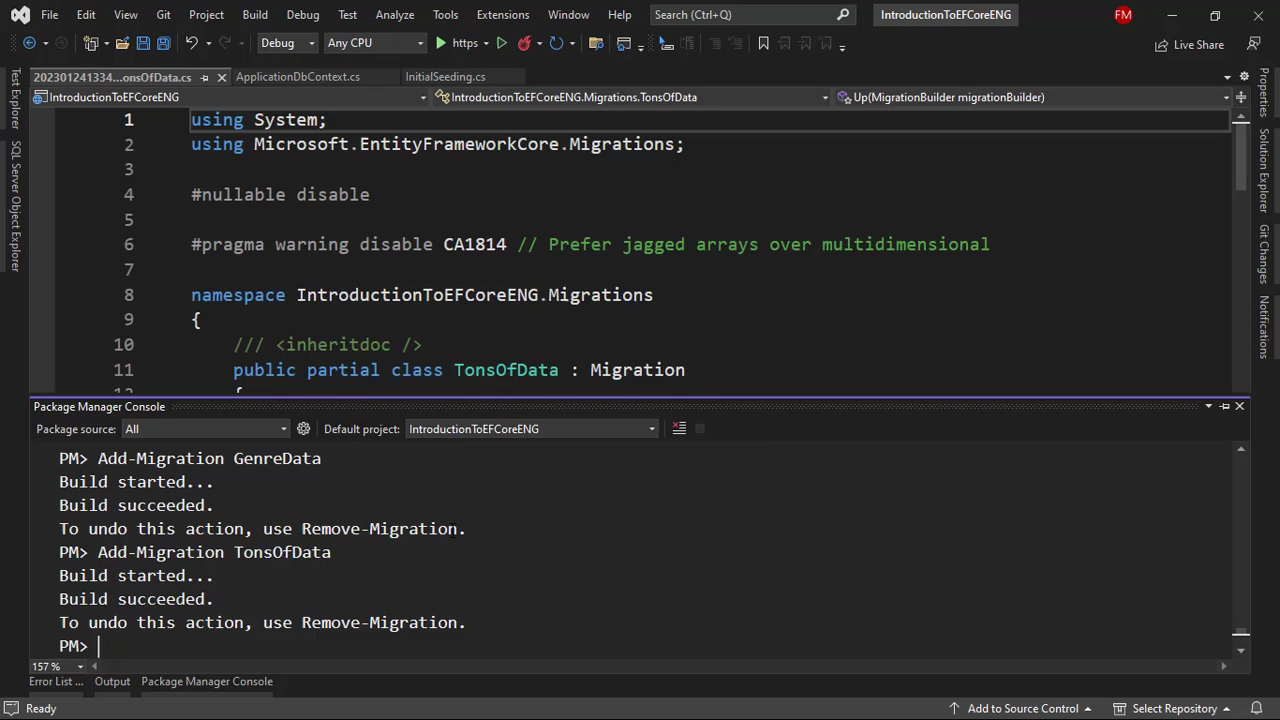 File Edit View Git Project Build Debug Test Analyze Tools Extensions Window Help Search (Ctrl+Q) IntroductionToEFCoreENG FM
Debug Any CPU https Live Share
202301241334...onsOfData.cs ApplicationDbContext.cs InitialSeeding.cs
IntroductionToEFCoreENG IntroductionToEFCoreENG.Migrations.TonsOfData Up(MigrationBuilder migrationBuilder)
Test Explorer
SQL Server Object Explorer
1 using System;
2 using Microsoft.EntityFrameworkCore.Migrations;
3
4 #nullable disable
5
6 #pragma warning disable CA1814 // Prefer jagged arrays over multidimensional
7
8 namespace IntroductionToEFCoreENG.Migrations
9 {
10 /// <inheritdoc />
11 public partial class TonsOfData : Migration
12 {
Properties
Solution Explorer
Git Changes
Notifications
Package Manager Console
Package source: All Default project: IntroductionToEFCoreENG
PM> Add-Migration GenreData
Build started...
Build succeeded.
To undo this action, use Remove-Migration.
PM> Add-Migration TonsOfData
Build started...
Build succeeded.
To undo this action, use Remove-Migration.
PM>
157 %
Error List ... Output Package Manager Console
Ready Add to Source Control Select Repository